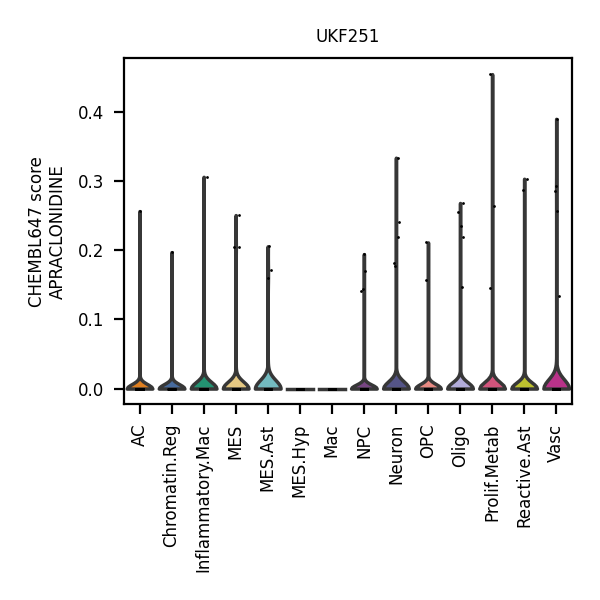 UKF251
CHEMBL647 score
APRACLONIDINE
0.4
0.3
0.2
0.1
0.0
AC
Chromatin.Reg
Inflammatory.Mac
MES
MES.Ast
MES.Hyp
Mac
NPC
Neuron
OPC
Oligo
Prolif.Metab
Reactive.Ast
Vasc